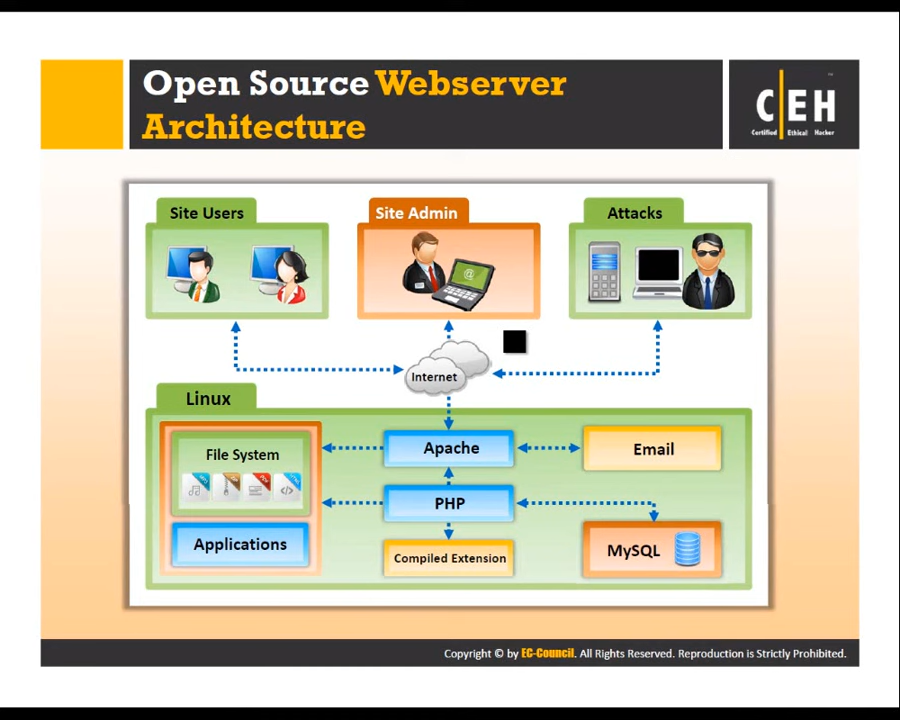 Open Source Webserver
Architecture
CEH
Certified Ethical Hacker
Site Users
Site Admin
Attacks
@
Internet
Linux
File System
Apache
Email
PHP
Applications
Compiled Extension
MySQL
Copyright © by EC-Council. All Rights Reserved. Reproduction is Strictly Prohibited.